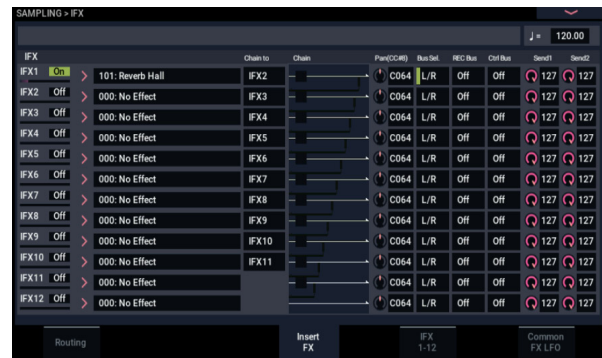 SAMPLING > IFX
♩ = 120.00
IFX Chain to Chain Pan(CC#8) Bus Sel. REC Bus Ctrl Bus Send1 Send2
IFX1 On 101: Reverb Hall IFX2 C064 L/R Off Off 127 127
IFX2 Off 000: No Effect IFX3 C064 L/R Off Off 127 127
IFX3 Off 000: No Effect IFX4 C064 L/R Off Off 127 127
IFX4 Off 000: No Effect IFX5 C064 L/R Off Off 127 127
IFX5 Off 000: No Effect IFX6 C064 L/R Off Off 127 127
IFX6 Off 000: No Effect IFX7 C064 L/R Off Off 127 127
IFX7 Off 000: No Effect IFX8 C064 L/R Off Off 127 127
IFX8 Off 000: No Effect IFX9 C064 L/R Off Off 127 127
IFX9 Off 000: No Effect IFX10 C064 L/R Off Off 127 127
IFX10 Off 000: No Effect IFX11 C064 L/R Off Off 127 127
IFX11 Off 000: No Effect C064 L/R Off Off 127 127
IFX12 Off 000: No Effect C064 L/R Off Off 127 127
Routing
Insert
FX
IFX
1-12
Common
FX LFO